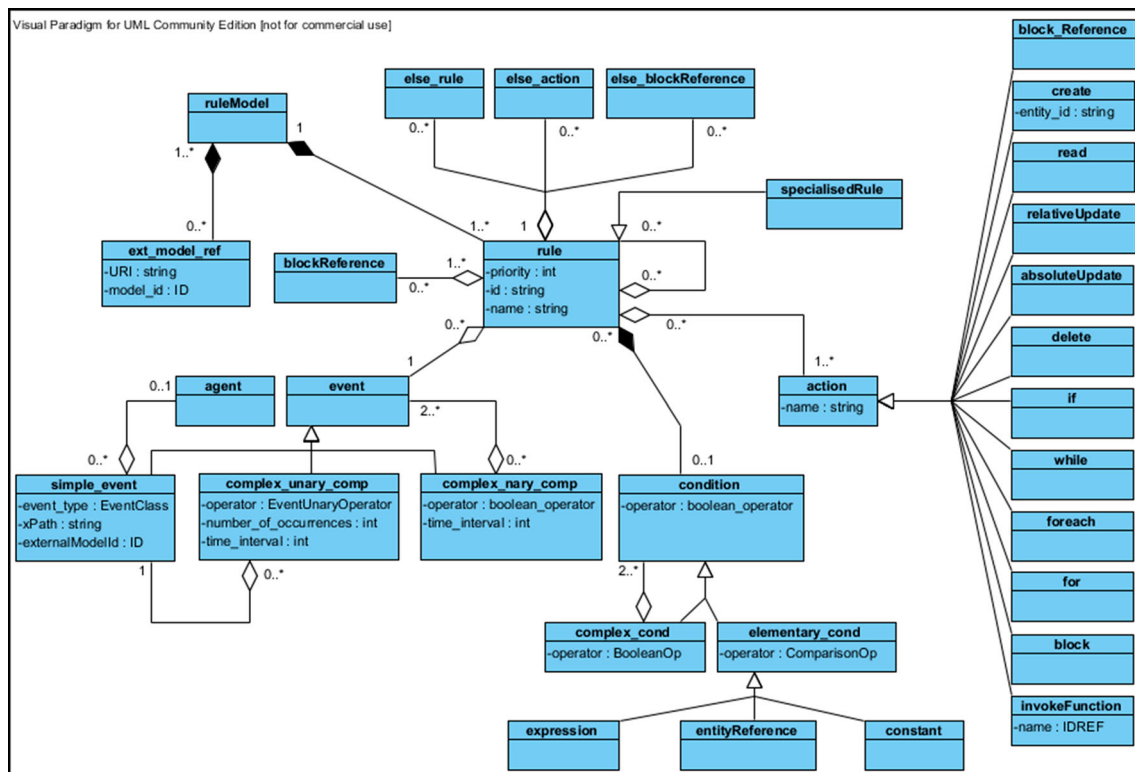 Visual Paradigm for UML Community Edition [not for commercial use]
block_Reference
else_rule
else_action
else_blockReference
0..*
0..*
0..*
1
ruleModel
1
1..*
0..*
1..*
create
-entity_id : string
read
relativeUpdate
absoluteUpdate
delete
if
while
foreach
for
block
invokeFunction
-name : IDREF
specialisedRule
ext_model_ref
-URI : string
-model_id : ID
blockReference
0..*
1..*
rule
-priority : int
-id : string
-name : string
0..*
0..*
0..*
1..*
action
-name : string
0..*
1
0..*
0..1
agent
0..1
0..*
event
2..*
0..*
simple_event
-event_type : EventClass
-xPath : string
-externalModelId : ID
1
0..*
complex_unary_comp
-operator : EventUnaryOperator
-number_of_occurrences : int
-time_interval : int
complex_nary_comp
-operator : boolean_operator
-time_interval : int
condition
-operator : boolean_operator
2..*
complex_cond
-operator : BooleanOp
elementary_cond
-operator : ComparisonOp
expression
entityReference
constant